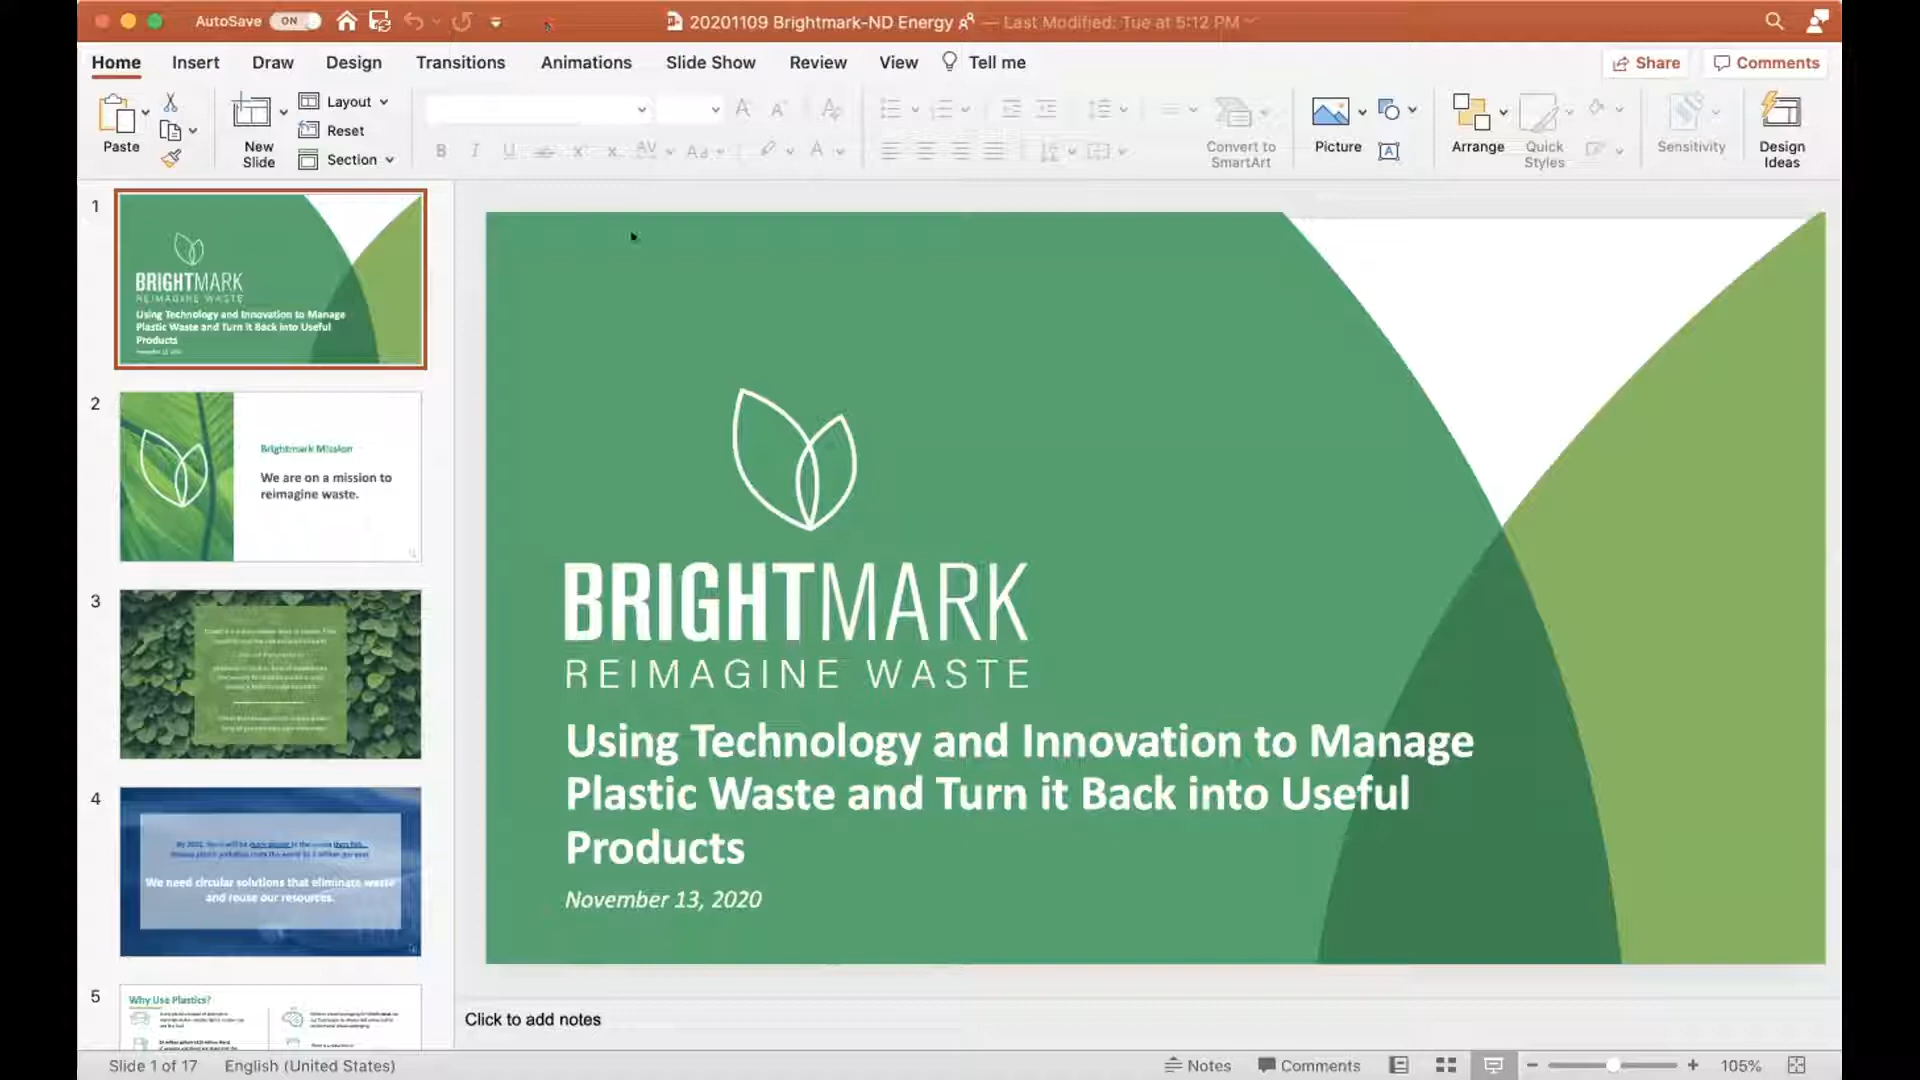 AutoSave ON
20201109 Brightmark-ND Energy — Last Modified: Tue at 5:12 PM
Home Insert Draw Design Transitions Animations Slide Show Review View Tell me Share Comments
Paste
New Slide
Layout
Reset
Section
Convert to SmartArt
Picture
Arrange
Quick Styles
Sensitivity
Design Ideas
1
BRIGHTMARK
REIMAGINE WASTE
Using Technology and Innovation to Manage
Plastic Waste and Turn it Back into Useful
Products
November 13, 2020
2
Brightmark Mission
We are on a mission to
reimagine waste.
3
4
We need circular solutions that eliminate waste
and reuse our resources.
5
Why Use Plastics?
BRIGHTMARK
REIMAGINE WASTE
Using Technology and Innovation to Manage
Plastic Waste and Turn it Back into Useful
Products
November 13, 2020
Click to add notes
Slide 1 of 17 English (United States) Notes Comments 105%